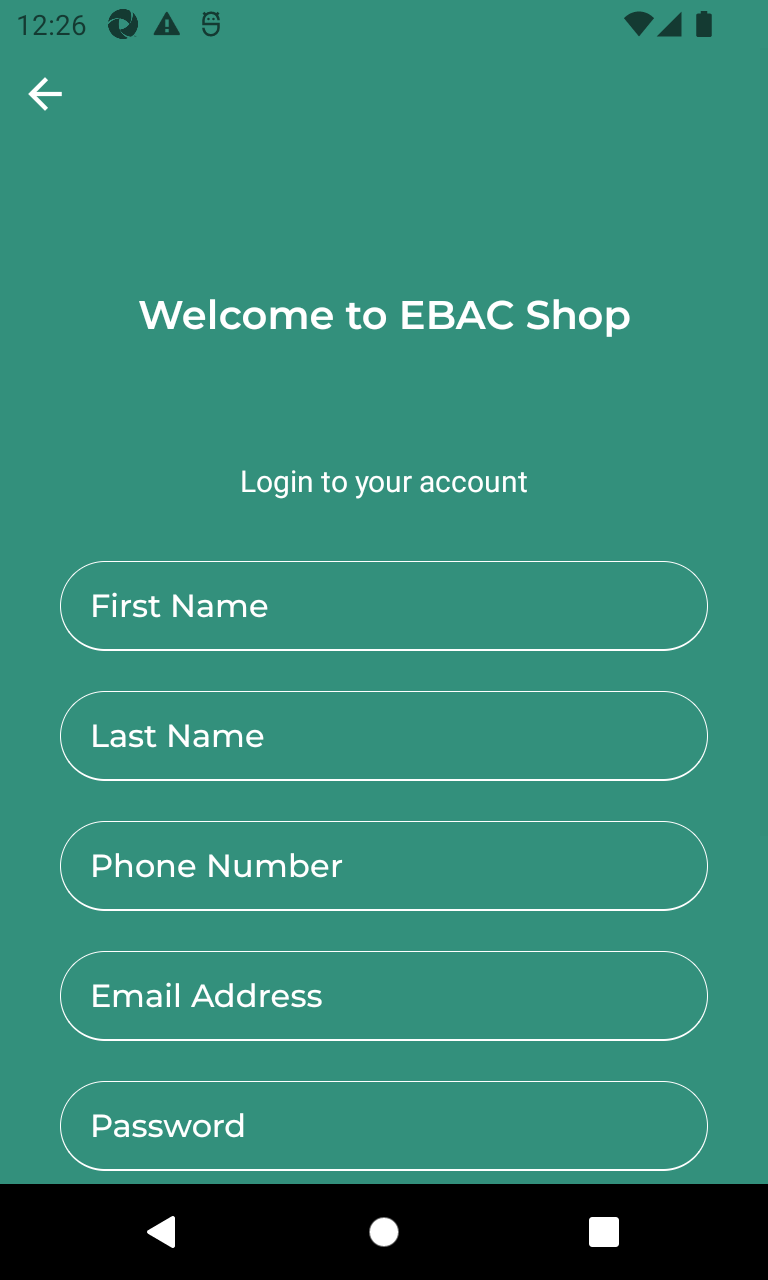 12:26
Welcome to EBAC Shop
Login to your account
First Name
Last Name
Phone Number
Email Address
Password